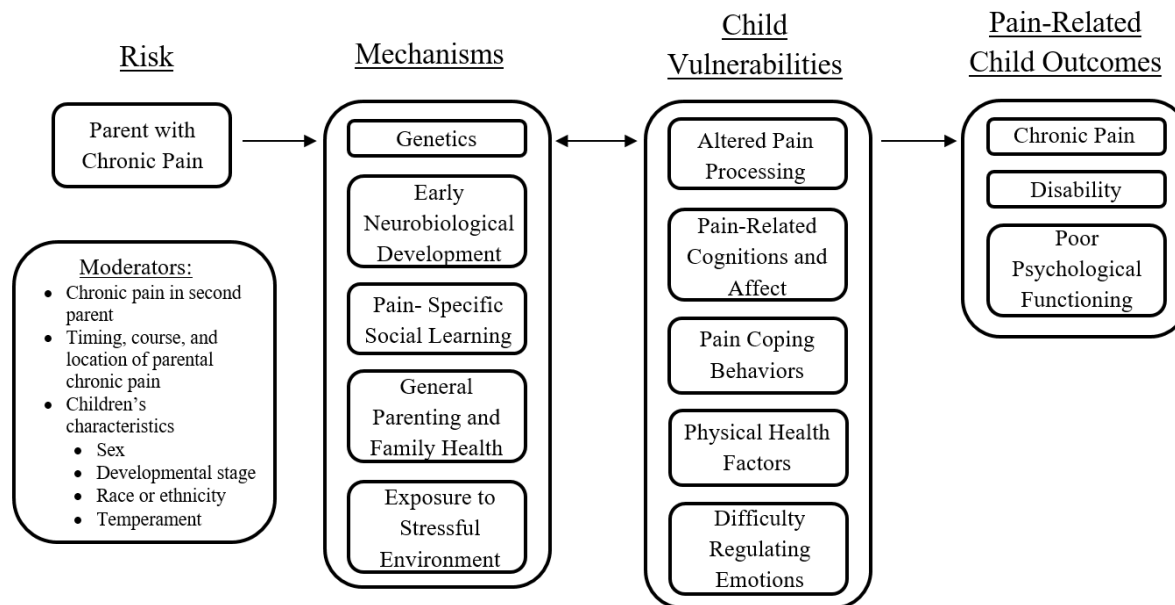 Risk
Parent with
Chronic Pain
Moderators:
• Chronic pain in second
parent
• Timing, course, and
location of parental
chronic pain
• Children's
characteristics
• Sex
• Developmental stage
• Race or ethnicity
• Temperament
Mechanisms
Genetics
Early
Neurobiological
Development
Pain- Specific
Social Learning
General
Parenting and
Family Health
Exposure to
Stressful
Environment
Child
Vulnerabilities
Altered Pain
Processing
Pain-Related
Cognitions and
Affect
Pain Coping
Behaviors
Physical Health
Factors
Difficulty
Regulating
Emotions
Pain-Related
Child Outcomes
Chronic Pain
Disability
Poor
Psychological
Functioning